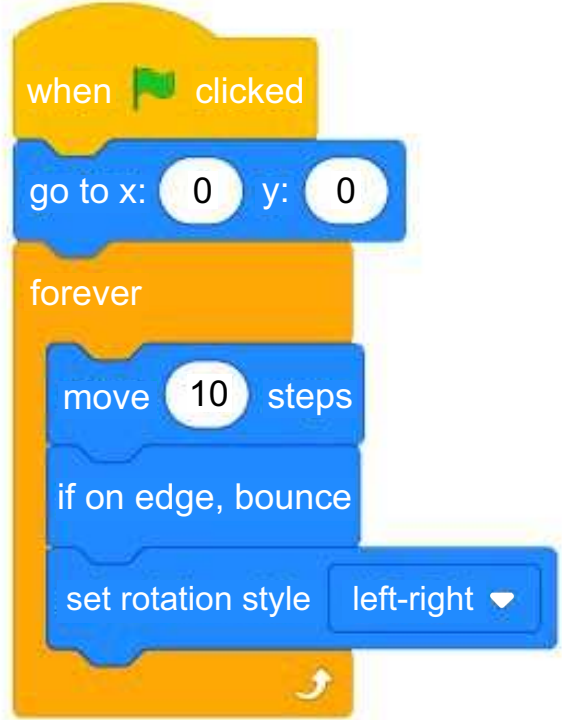 when clicked
go to x: 0 y: 0
forever
move 10 steps
if on edge, bounce
set rotation style left-right